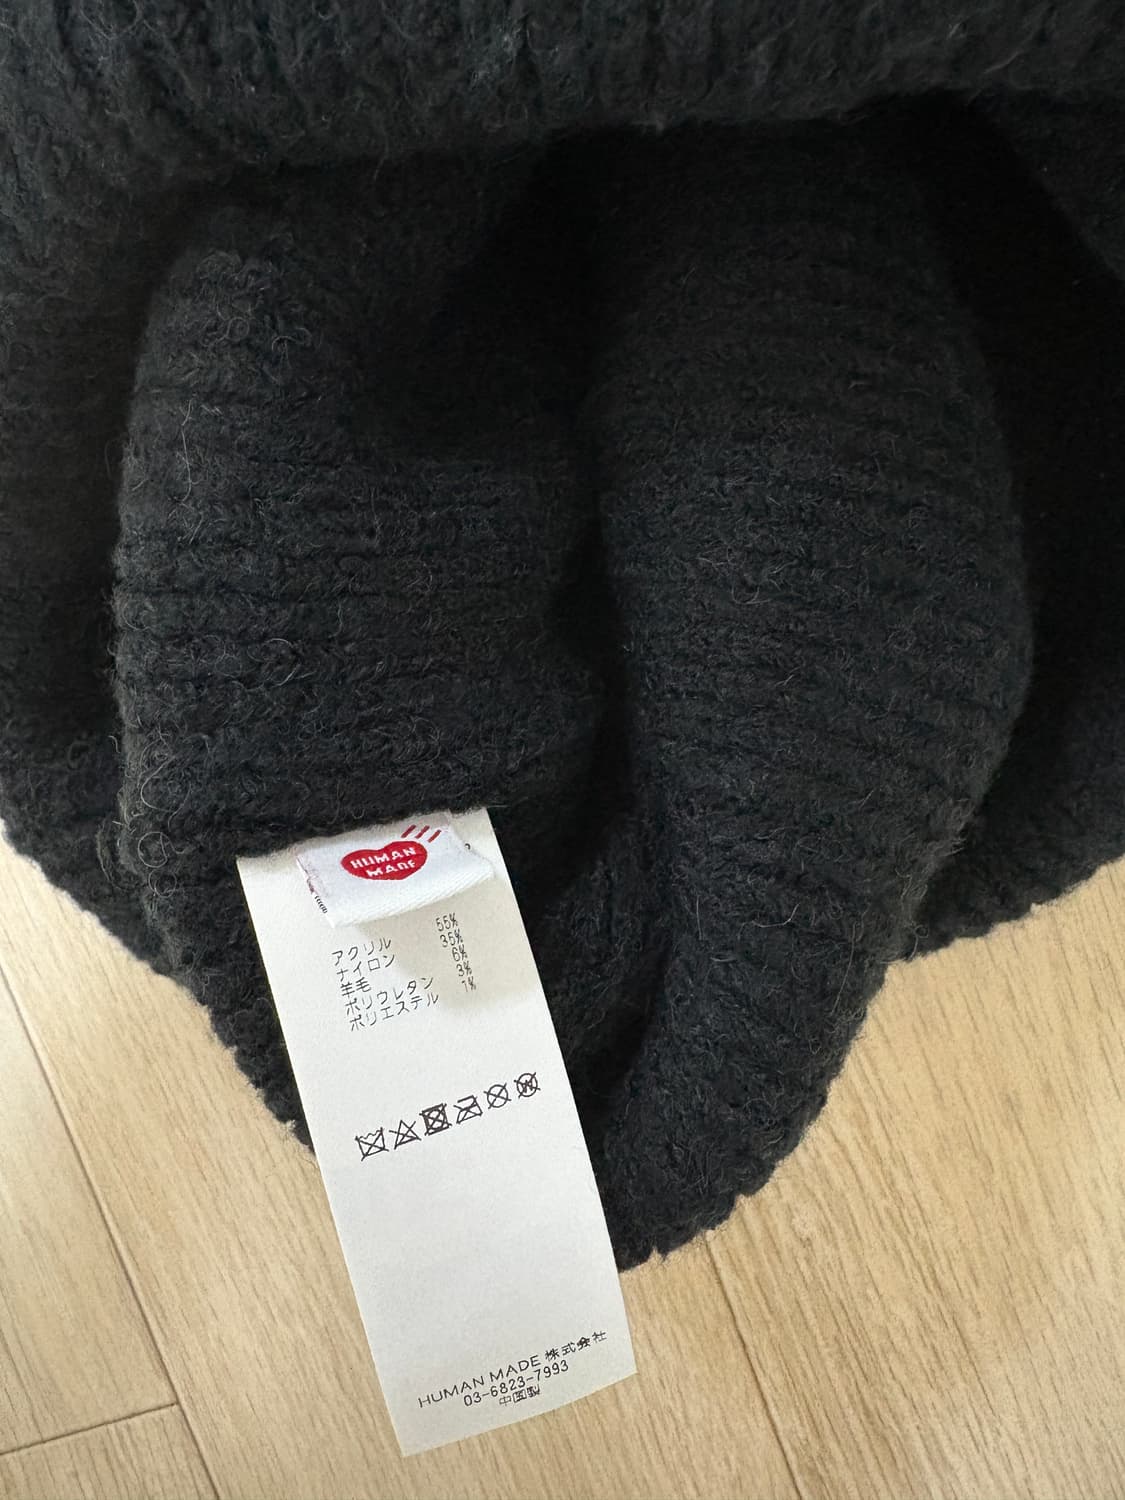 HUMAN
MADE
アクリル 55%
ナイロン 35%
羊毛 6%
ポリウレタン 3%
ポリエステル 1%
HUMAN MADE 株式会社
03-6823-7993
中国製